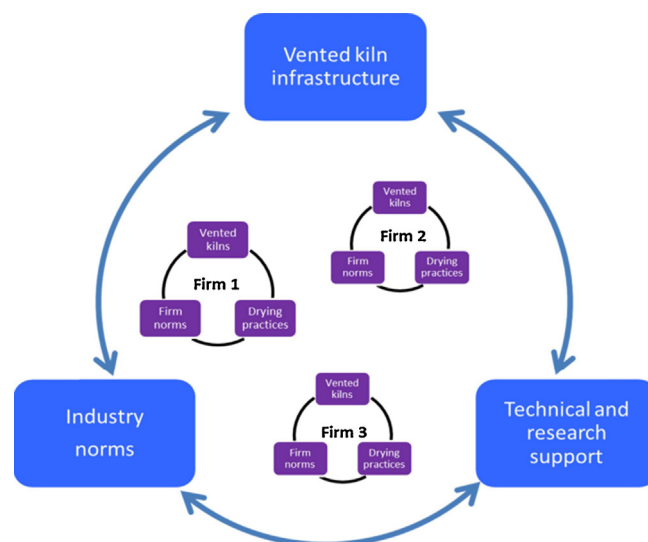 Vented kiln
infrastructure
Vented
kilns
Firm 2
Firm
norms
Drying
practices
Vented
kilns
Firm 1
Firm
norms
Drying
practices
Vented
kilns
Firm 3
Firm
norms
Drying
practices
Industry
norms
Technical and
research
support